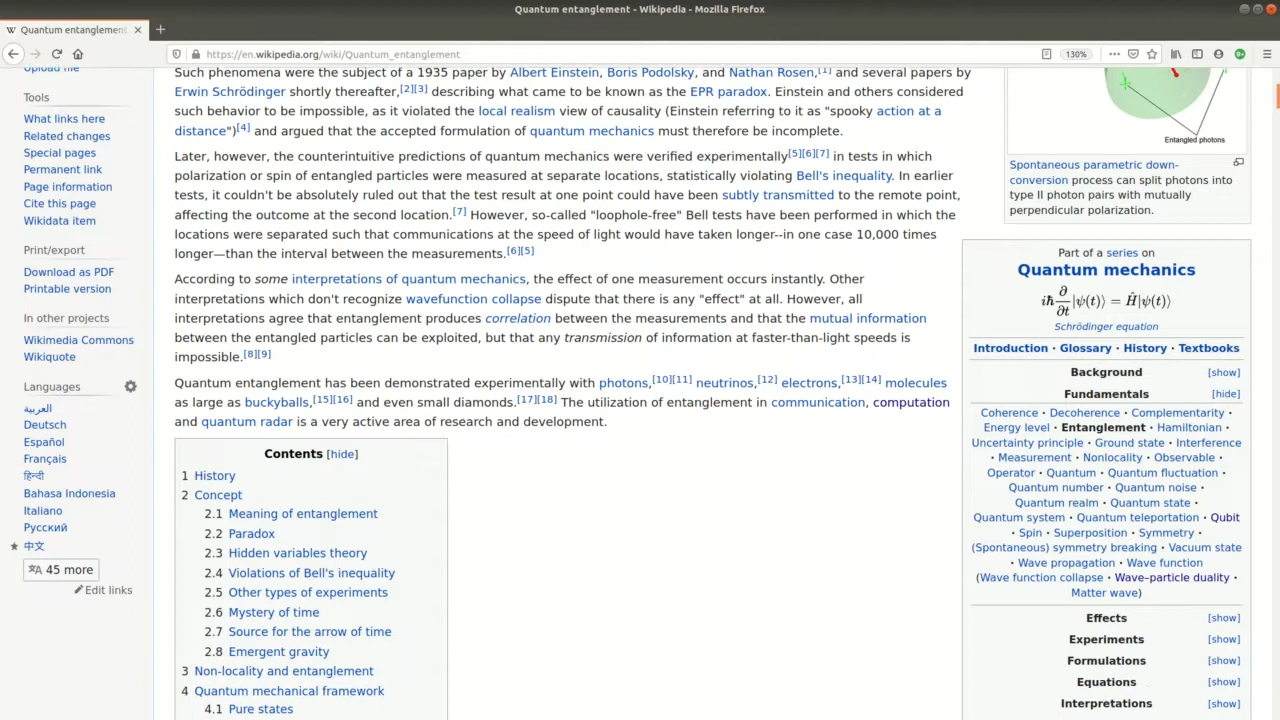 Quantum entanglement - Wikipedia - Mozilla Firefox
W Quantum entanglement
https://en.wikipedia.org/wiki/Quantum_entanglement
130%
Upload file
Tools
What links here
Related changes
Special pages
Permanent link
Page information
Cite this page
Wikidata item
Print/export
Download as PDF
Printable version
In other projects
Wikimedia Commons
Wikiquote
Languages
العربية
Deutsch
Español
Français
हिन्दी
Bahasa Indonesia
Italiano
Русский
中文
45 more
Edit links
Such phenomena were the subject of a 1935 paper by Albert Einstein, Boris Podolsky, and Nathan Rosen,[1] and several papers by
Erwin Schrödinger shortly thereafter,[2][3] describing what came to be known as the EPR paradox. Einstein and others considered
such behavior to be impossible, as it violated the local realism view of causality (Einstein referring to it as "spooky action at a
distance")[4] and argued that the accepted formulation of quantum mechanics must therefore be incomplete.
Later, however, the counterintuitive predictions of quantum mechanics were verified experimentally[5][6][7] in tests in which
polarization or spin of entangled particles were measured at separate locations, statistically violating Bell's inequality. In earlier
tests, it couldn't be absolutely ruled out that the test result at one point could have been subtly transmitted to the remote point,
affecting the outcome at the second location.[7] However, so-called "loophole-free" Bell tests have been performed in which the
locations were separated such that communications at the speed of light would have taken longer--in one case 10,000 times
longer—than the interval between the measurements.[6][5]
According to some interpretations of quantum mechanics, the effect of one measurement occurs instantly. Other
interpretations which don't recognize wavefunction collapse dispute that there is any "effect" at all. However, all
interpretations agree that entanglement produces correlation between the measurements and that the mutual information
between the entangled particles can be exploited, but that any transmission of information at faster-than-light speeds is
impossible.[8][9]
Quantum entanglement has been demonstrated experimentally with photons,[10][11] neutrinos,[12] electrons,[13][14] molecules
as large as buckyballs,[15][16] and even small diamonds.[17][18] The utilization of entanglement in communication, computation
and quantum radar is a very active area of research and development.
Contents [hide]
1 History
2 Concept
2.1 Meaning of entanglement
2.2 Paradox
2.3 Hidden variables theory
2.4 Violations of Bell's inequality
2.5 Other types of experiments
2.6 Mystery of time
2.7 Source for the arrow of time
2.8 Emergent gravity
3 Non-locality and entanglement
4 Quantum mechanical framework
4.1 Pure states
Entangled photons
Spontaneous parametric down-
conversion process can split photons into
type II photon pairs with mutually
perpendicular polarization.
Part of a series on
Quantum mechanics
iħ ∂/∂t |ψ(t)⟩ = Ĥ|ψ(t)⟩
Schrödinger equation
Introduction · Glossary · History · Textbooks
Background [show]
Fundamentals [hide]
Coherence · Decoherence · Complementarity ·
Energy level · Entanglement · Hamiltonian ·
Uncertainty principle · Ground state · Interference
· Measurement · Nonlocality · Observable ·
Operator · Quantum · Quantum fluctuation ·
Quantum number · Quantum noise ·
Quantum realm · Quantum state ·
Quantum system · Quantum teleportation · Qubit
· Spin · Superposition · Symmetry ·
(Spontaneous) symmetry breaking · Vacuum state
· Wave propagation · Wave function
(Wave function collapse · Wave–particle duality ·
Matter wave)
Effects [show]
Experiments [show]
Formulations [show]
Equations [show]
Interpretations [show]